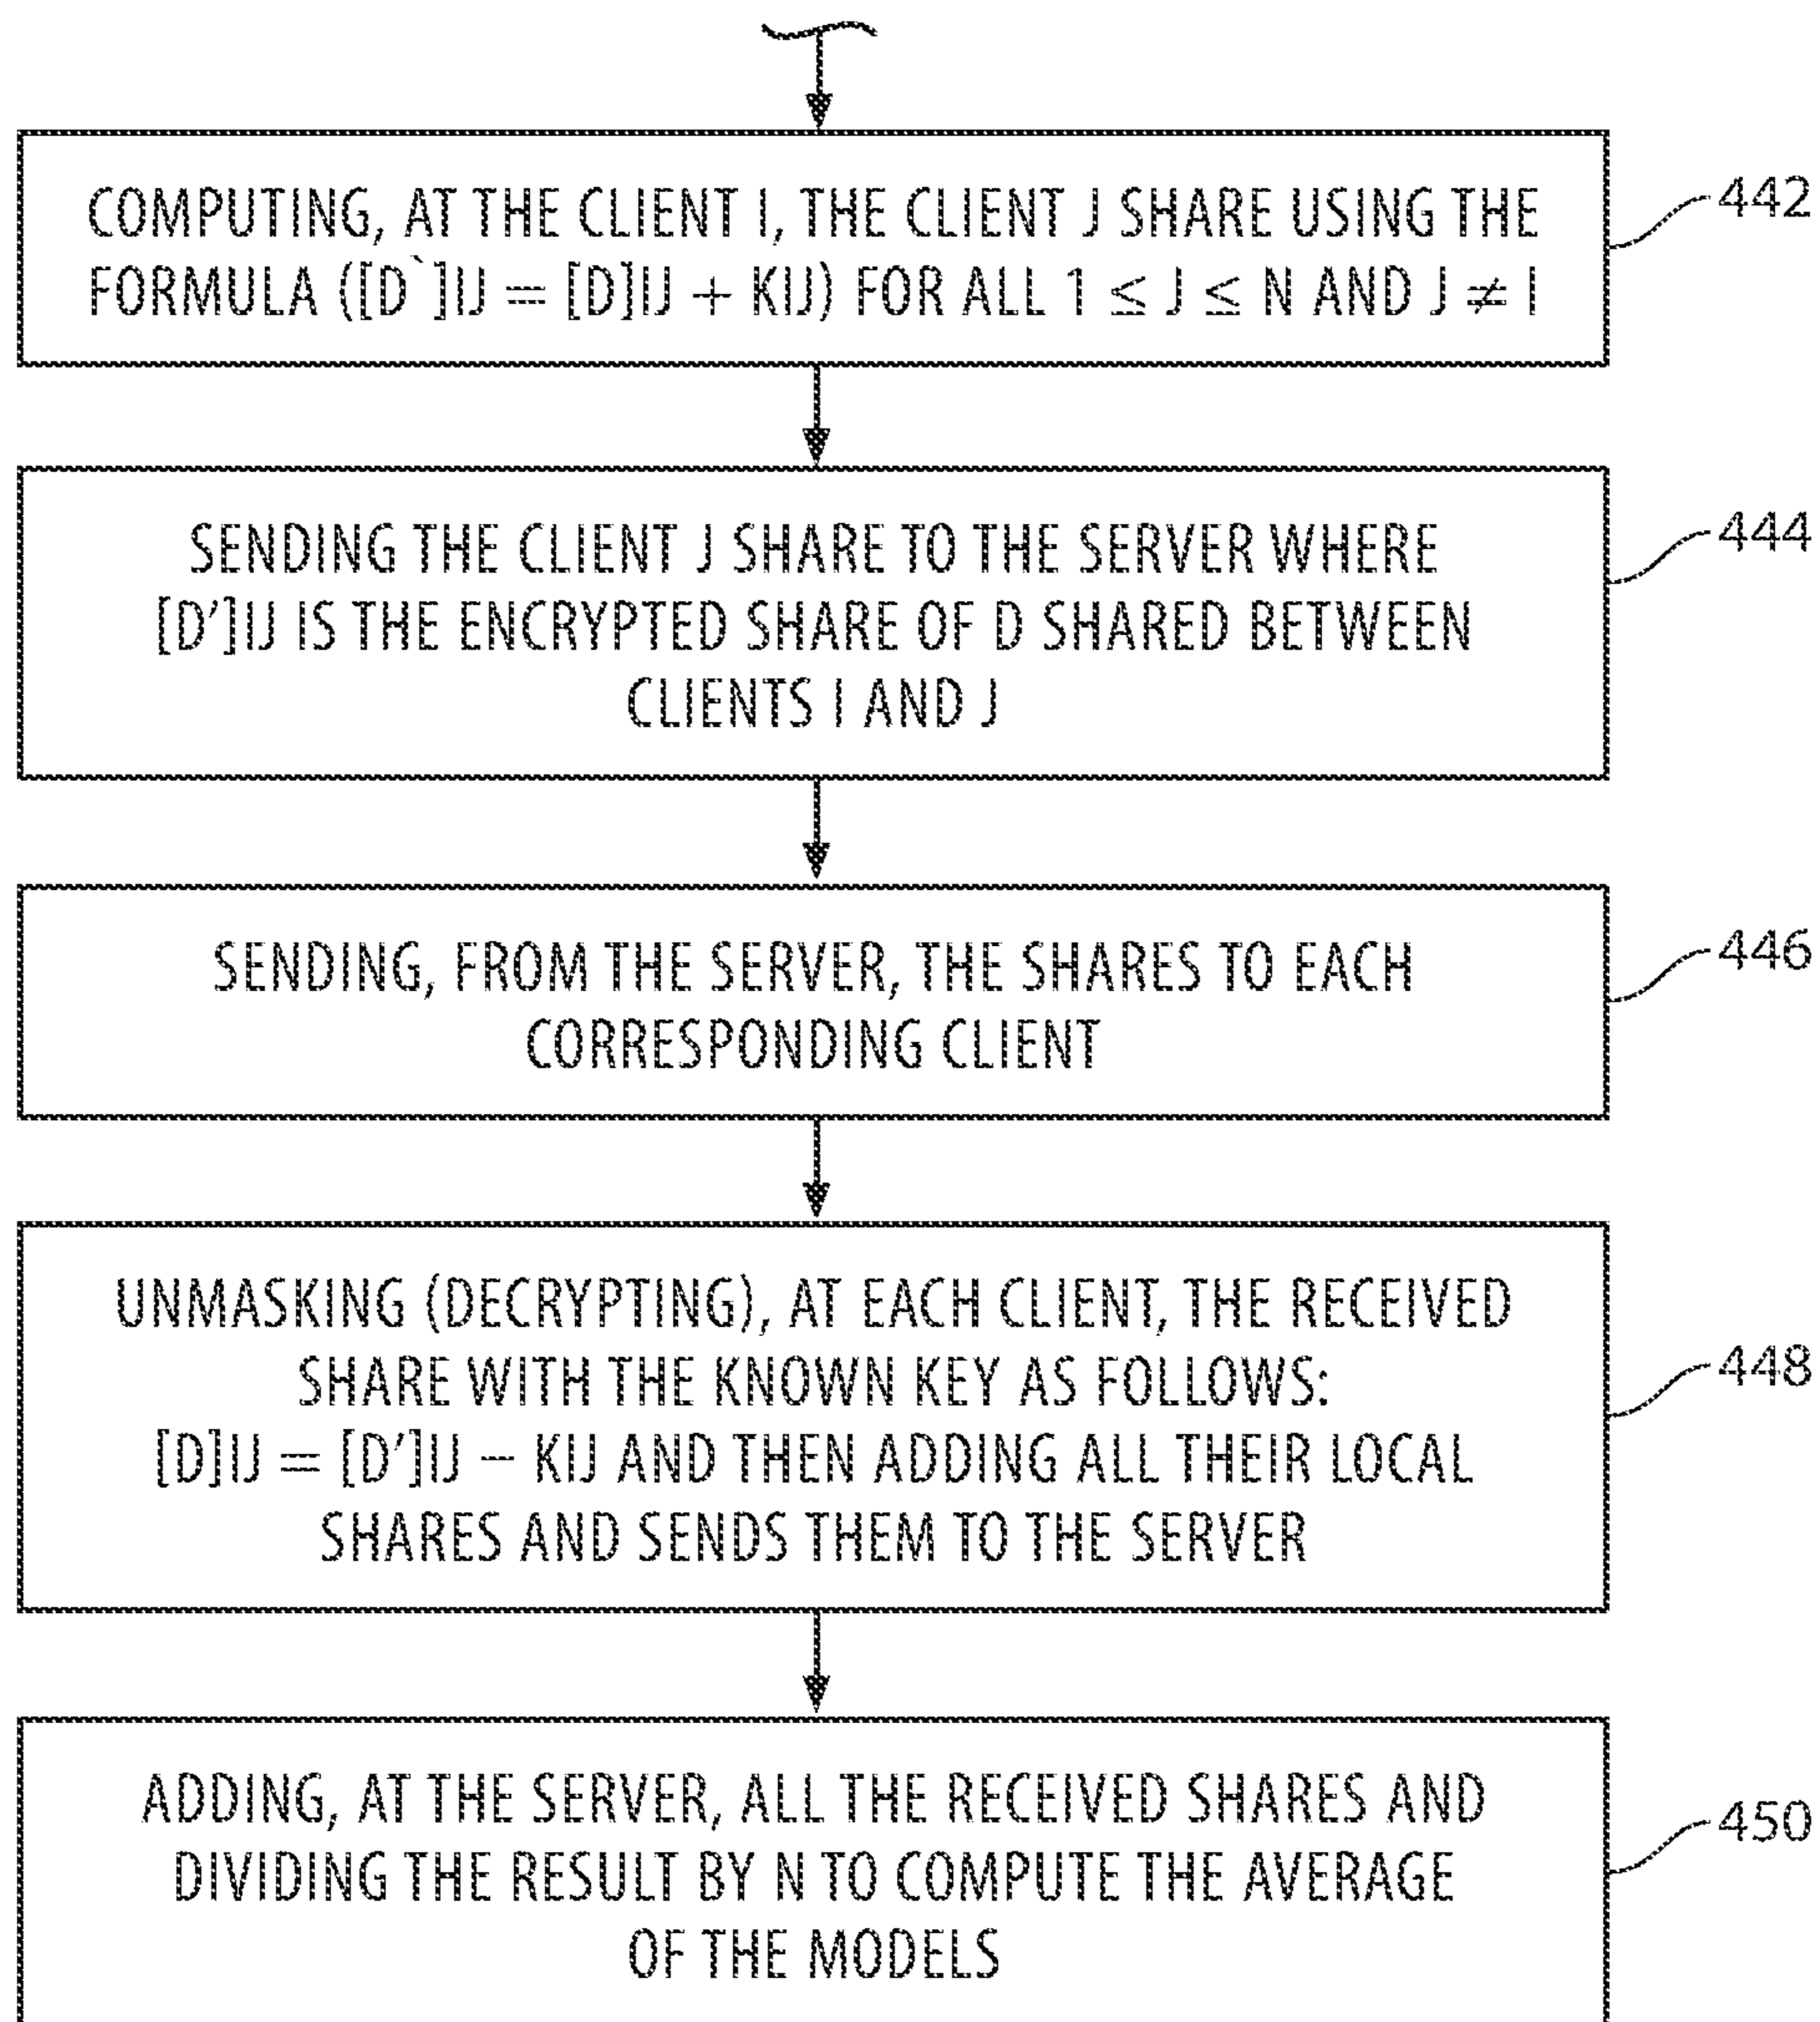 COMPUTING, AT THE CLIENT I, THE CLIENT J SHARE USING THE
FORMULA ([D`]IJ = [D]IJ + KIJ) FOR ALL 1 ≤ J ≤ N AND J ≠ I
442
SENDING THE CLIENT J SHARE TO THE SERVER WHERE
[D′]IJ IS THE ENCRYPTED SHARE OF D SHARED BETWEEN
CLIENTS I AND J
444
SENDING, FROM THE SERVER, THE SHARES TO EACH
CORRESPONDING CLIENT
446
UNMASKING (DECRYPTING), AT EACH CLIENT, THE RECEIVED
SHARE WITH THE KNOWN KEY AS FOLLOWS:
[D]IJ = [D′]IJ – KIJ AND THEN ADDING ALL THEIR LOCAL
SHARES AND SENDS THEM TO THE SERVER
448
ADDING, AT THE SERVER, ALL THE RECEIVED SHARES AND
DIVIDING THE RESULT BY N TO COMPUTE THE AVERAGE
OF THE MODELS
450